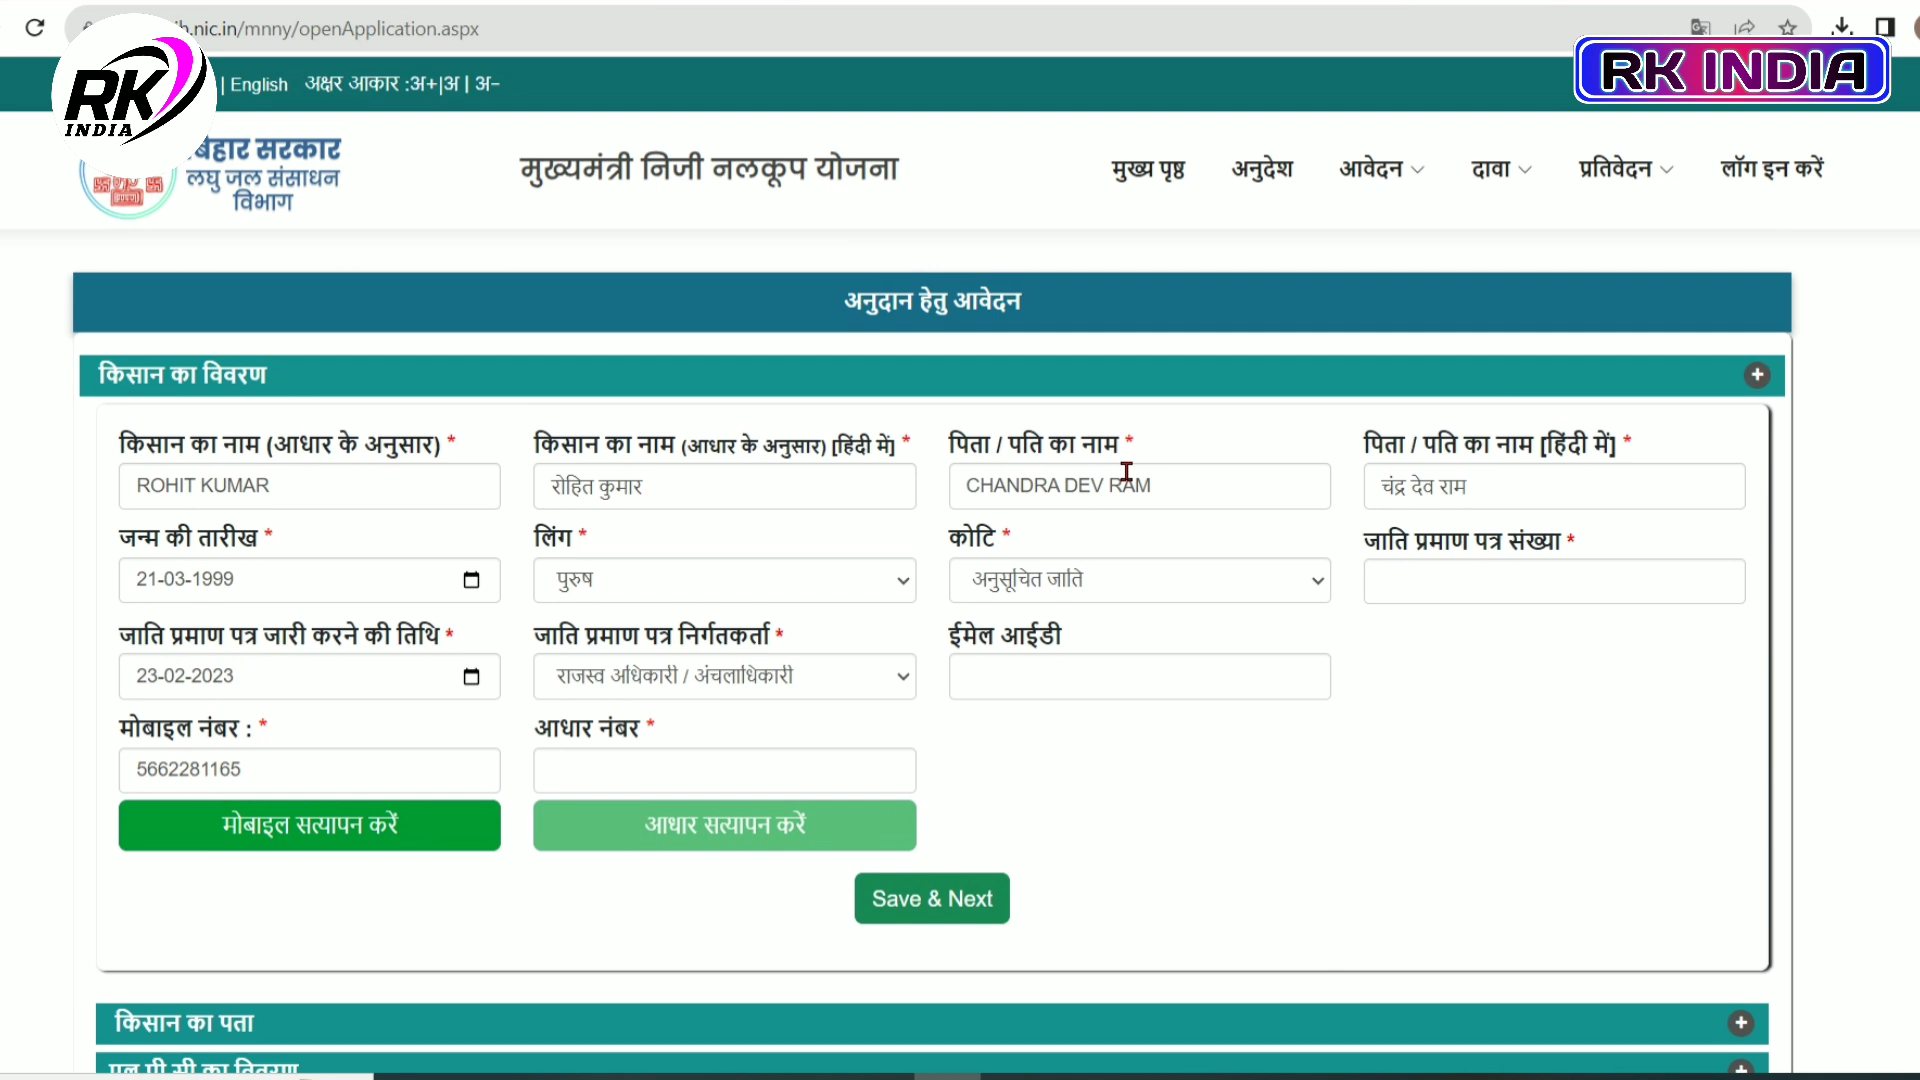 .nic.in/mnny/openApplication.aspx
RK INDIA
RK INDIA
| English अक्षर आकार :अ+|अ | अ-
बिहार सरकार
लघु जल संसाधन
विभाग
मुख्यमंत्री निजी नलकूप योजना
मुख्य पृष्ठ अनुदेश आवेदन दावा प्रतिवेदन लॉग इन करें
अनुदान हेतु आवेदन
किसान का विवरण
किसान का नाम (आधार के अनुसार) * किसान का नाम (आधार के अनुसार) [हिंदी में] * पिता / पति का नाम * पिता / पति का नाम [हिंदी में] *
ROHIT KUMAR रोहित कुमार CHANDRA DEV RAM चंद्र देव राम
जन्म की तारीख * लिंग * कोटि * जाति प्रमाण पत्र संख्या *
21-03-1999 पुरुष अनुसूचित जाति
जाति प्रमाण पत्र जारी करने की तिथि * जाति प्रमाण पत्र निर्गतकर्ता * ईमेल आईडी
23-02-2023 राजस्व अधिकारी / अंचलाधिकारी
मोबाइल नंबर : * आधार नंबर *
5662281165
मोबाइल सत्यापन करें आधार सत्यापन करें
Save & Next
किसान का पता
एल पी सी का विवरण